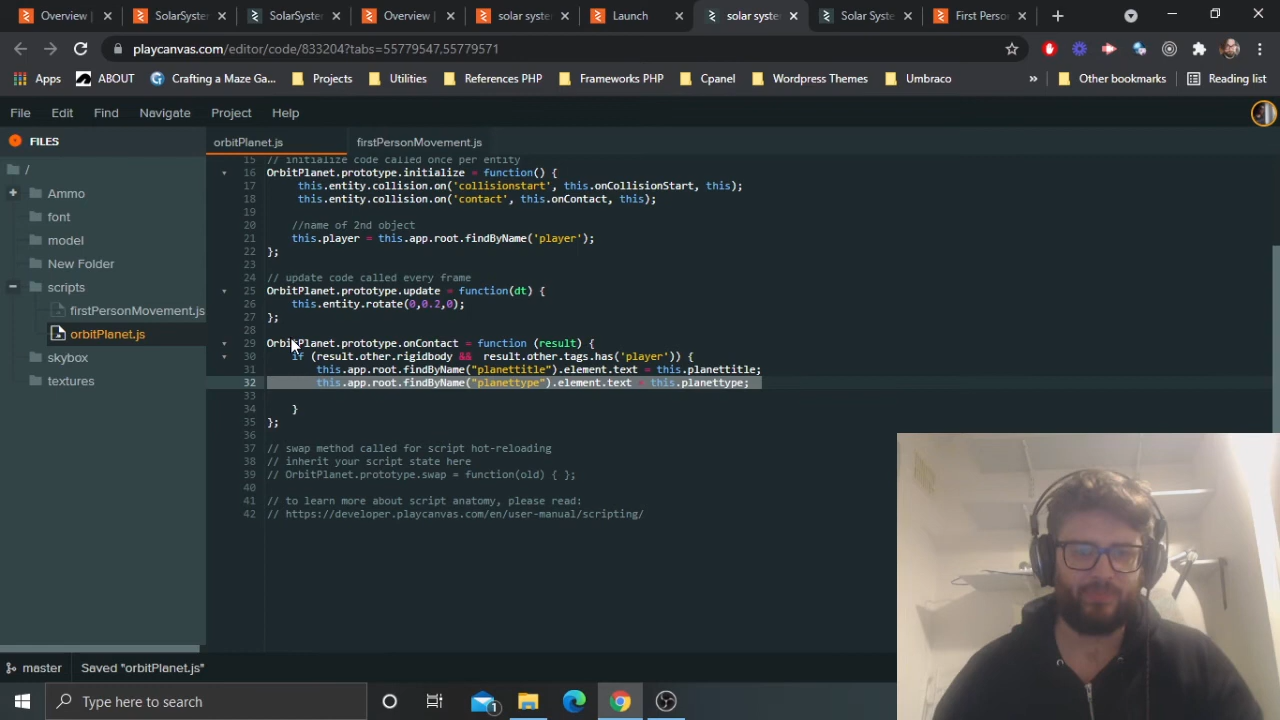 Overview |
SolarSystem
SolarSystem
Overview |
solar syste
Launch
solar syste
Solar Syste
First Perso
playcanvas.com/editor/code/833204?tabs=55779547,55779571
Apps
ABOUT
Crafting a Maze Ga...
Projects
Utilities
References PHP
Frameworks PHP
Cpanel
Wordpress Themes
Umbraco
»
Other bookmarks
Reading list
File Edit Find Navigate Project Help
FILES
/
Ammo
font
model
New Folder
scripts
firstPersonMovement.js
orbitPlanet.js
skybox
textures
orbitPlanet.js
firstPersonMovement.js
15 // initialize code called once per entity
16 OrbitPlanet.prototype.initialize = function() {
17 this.entity.collision.on('collisionstart', this.onCollisionStart, this);
18 this.entity.collision.on('contact', this.onContact, this);
19
20 //name of 2nd object
21 this.player = this.app.root.findByName('player');
22 };
23
24 // update code called every frame
25 OrbitPlanet.prototype.update = function(dt) {
26 this.entity.rotate(0,0.2,0);
27 };
28
29 OrbitPlanet.prototype.onContact = function (result) {
30 if (result.other.rigidbody && result.other.tags.has('player')) {
31 this.app.root.findByName("planettitle").element.text = this.planettitle;
32 this.app.root.findByName("planettype").element.text = this.planettype;
33
34 }
35 };
36
37 // swap method called for script hot-reloading
38 // inherit your script state here
39 // OrbitPlanet.prototype.swap = function(old) { };
40
41 // to learn more about script anatomy, please read:
42 // https://developer.playcanvas.com/en/user-manual/scripting/
master
Saved "orbitPlanet.js"
Type here to search
1